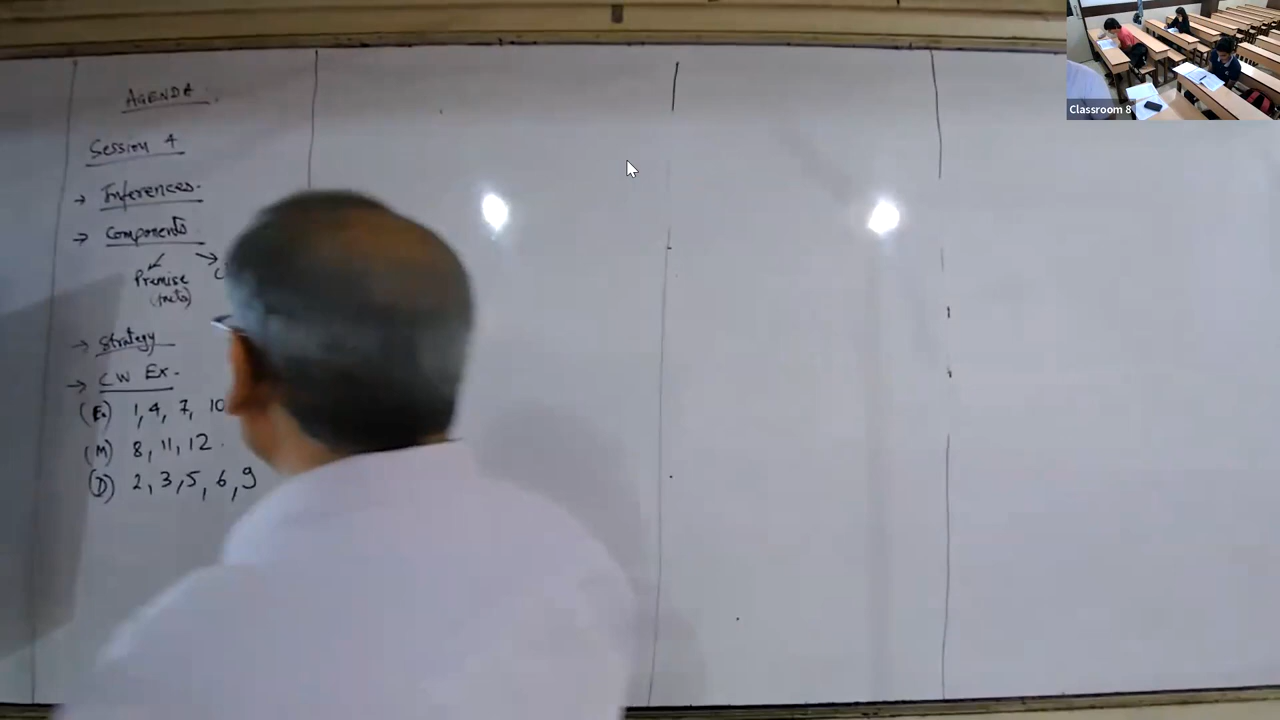 AGENDA.
Session 4
→ Inferences.
→ Components
Premise
(facts)
→ Strategy
→ CW Ex.
(E) 1, 4, 7, 10
(M) 8, 11, 12.
(D) 2, 3, 5, 6, 9
Classroom 8